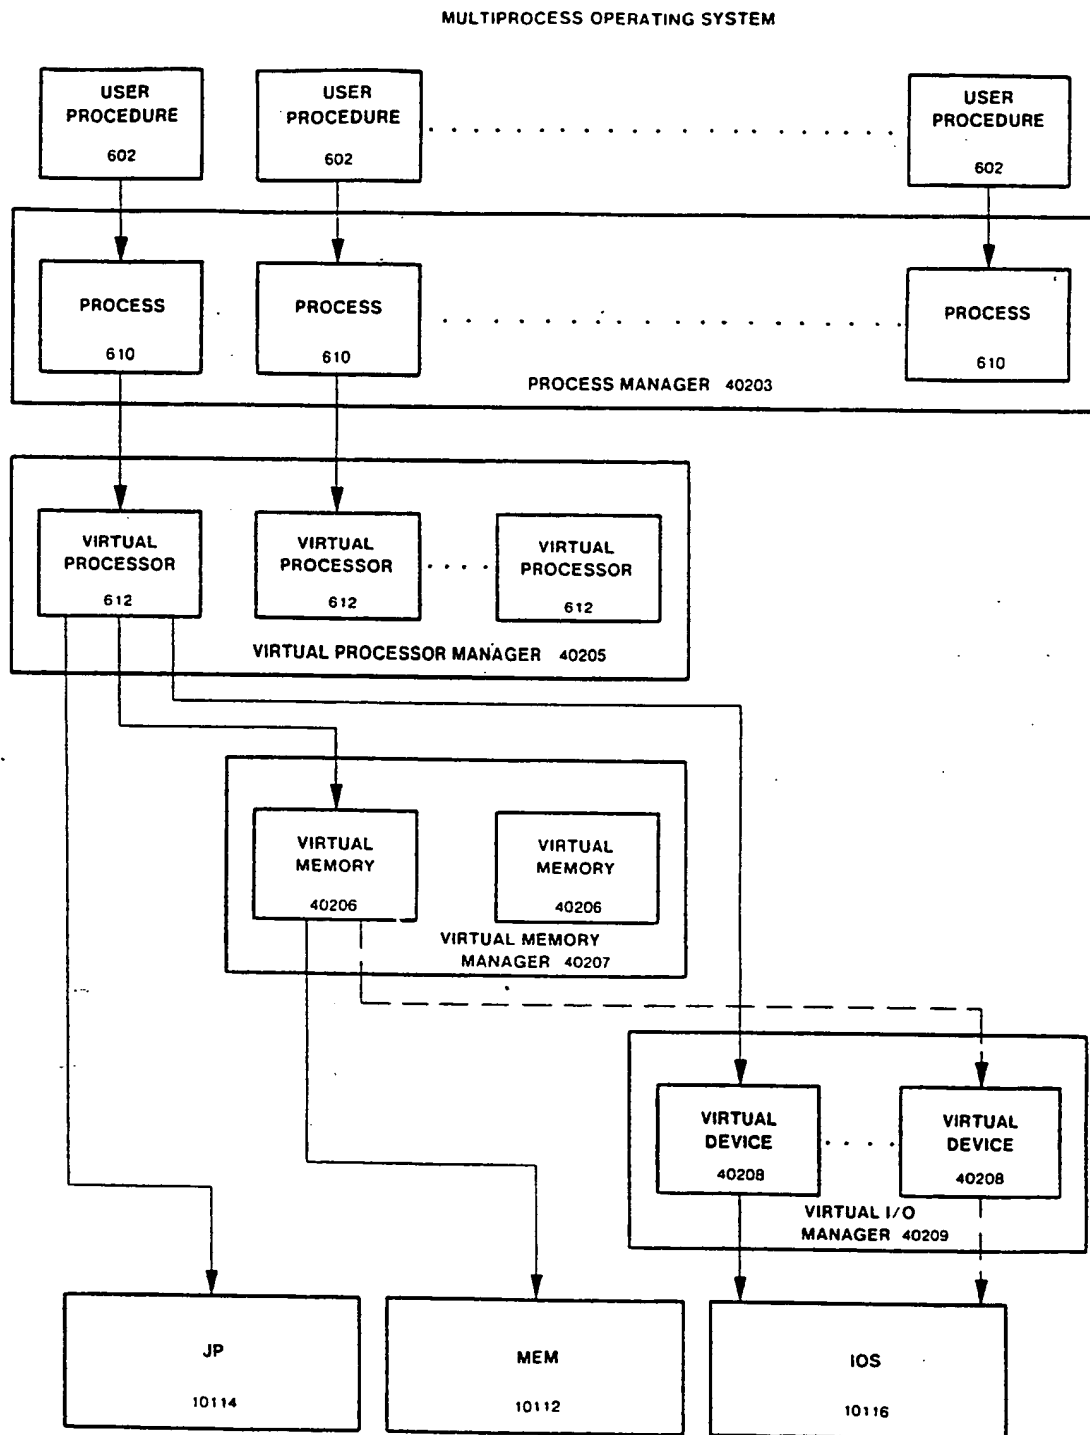 MULTIPROCESS OPERATING SYSTEM
USER
PROCEDURE
602
USER
PROCEDURE
602
USER
PROCEDURE
602
PROCESS
610
PROCESS
610
PROCESS
610
PROCESS MANAGER 40203
VIRTUAL
PROCESSOR
612
VIRTUAL
PROCESSOR
612
VIRTUAL
PROCESSOR
612
VIRTUAL PROCESSOR MANAGER 40205
VIRTUAL
MEMORY
40206
VIRTUAL
MEMORY
40206
VIRTUAL MEMORY
MANAGER 40207
VIRTUAL
DEVICE
40208
VIRTUAL
DEVICE
40208
VIRTUAL I/O
MANAGER 40209
JP
10114
MEM
10112
IOS
10116